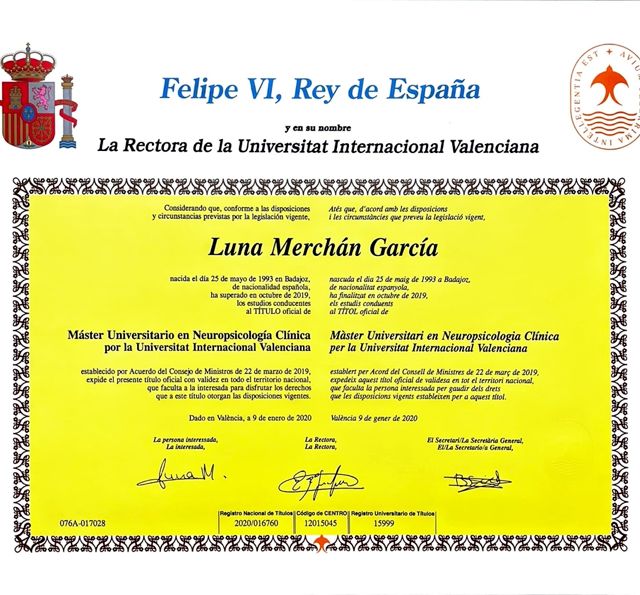 Felipe VI, Rey de España
y en su nombre
La Rectora de la Universitat Internacional Valenciana
INTELLEGENTIA EST
Considerando que, conforme a las disposiciones
y circunstancias previstas por la legislación vigente,
Atés que, d'acord amb les disposicions
i les circumstàncies que preveu la legislació vigent,
Luna Merchán García
nacida el día 25 de mayo de 1993 en Badajoz,
de nacionalidad española,
ha superado en octubre de 2019,
los estudios conducentes
al TÍTULO oficial de
nascuda el día 25 de maig de 1993 a Badajoz,
de nacionalitat espanyola,
ha finalitzat en octubre de 2019,
els estudis conduents
al TÍTOL oficial de
Máster Universitario en Neuropsicología Clínica
por la Universitat Internacional Valenciana
Màster Universitari en Neuropsicologia Clínica
per la Universitat Internacional Valenciana
establecido por Acuerdo del Consejo de Ministros de 22 de marzo de 2019,
expide el presente título oficial con validez en todo el territorio nacional,
que faculta a la interesada para disfrutar los derechos
que a este título otorgan las disposiciones vigentes.
establert per Acord del Consell de Ministres de 22 de març de 2019,
expedeix aquest títol oficial de validesa en tot el territori nacional,
que faculta la persona interessada per gaudir dels drets
que les disposicions vigents estableixen per a aquest títol.
Dado en València, a 9 de enero de 2020
València 9 de gener de 2020
La persona interessada,
La interesada,
La Rectora,
La Rectora,
El Secretari/La Secretària General,
El/La Secretario/a General,
Luna M.
076A-017028
Registro Nacional de Títulos
2020/016760
Código de CENTRO
12015045
Registro Universitario de Títulos
15999